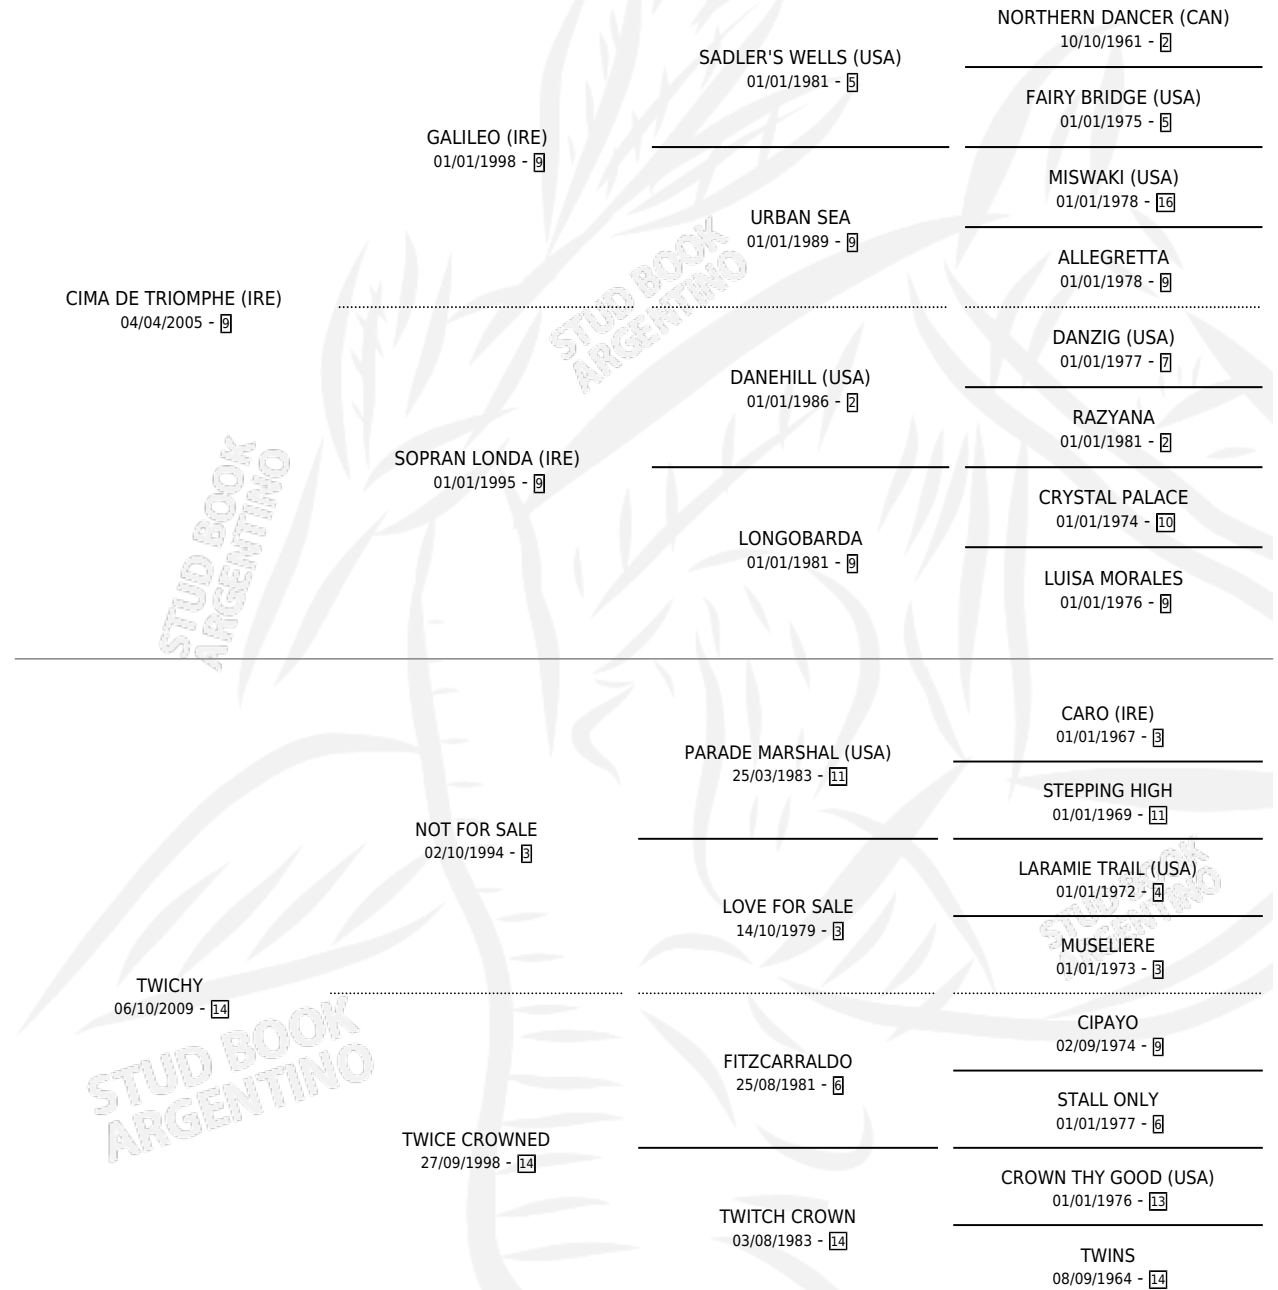 NORTHERN DANCER (CAN)
10/10/1961 - 2
SADLER'S WELLS (USA)
01/01/1981 - 5
FAIRY BRIDGE (USA)
01/01/1975 - 5
GALILEO (IRE)
01/01/1998 - 9
MISWAKI (USA)
01/01/1978 - 16
URBAN SEA
01/01/1989 - 9
ALLEGRETTA
01/01/1978 - 9
CIMA DE TRIOMPHE (IRE)
04/04/2005 - 9
DANZIG (USA)
01/01/1977 - 7
DANEHILL (USA)
01/01/1986 - 2
RAZYANA
01/01/1981 - 2
SOPRAN LONDA (IRE)
01/01/1995 - 9
CRYSTAL PALACE
01/01/1974 - 10
LONGOBARDA
01/01/1981 - 9
LUISA MORALES
01/01/1976 - 9
CARO (IRE)
01/01/1967 - 3
PARADE MARSHAL (USA)
25/03/1983 - 11
STEPPING HIGH
01/01/1969 - 11
NOT FOR SALE
02/10/1994 - 3
LARAMIE TRAIL (USA)
01/01/1972 - 4
LOVE FOR SALE
14/10/1979 - 3
MUSELIERE
01/01/1973 - 3
TWICHY
06/10/2009 - 14
CIPAYO
02/09/1974 - 9
FITZCARRALDO
25/08/1981 - 6
STALL ONLY
01/01/1977 - 6
TWICE CROWNED
27/09/1998 - 14
CROWN THY GOOD (USA)
01/01/1976 - 13
TWITCH CROWN
03/08/1983 - 14
TWINS
08/09/1964 - 14
STUD BOOK
ARGENTINO
STUD BOOK
ARGENTINO
STUD BOOK
ARGENTINO
STUD BOOK
ARGENTINO